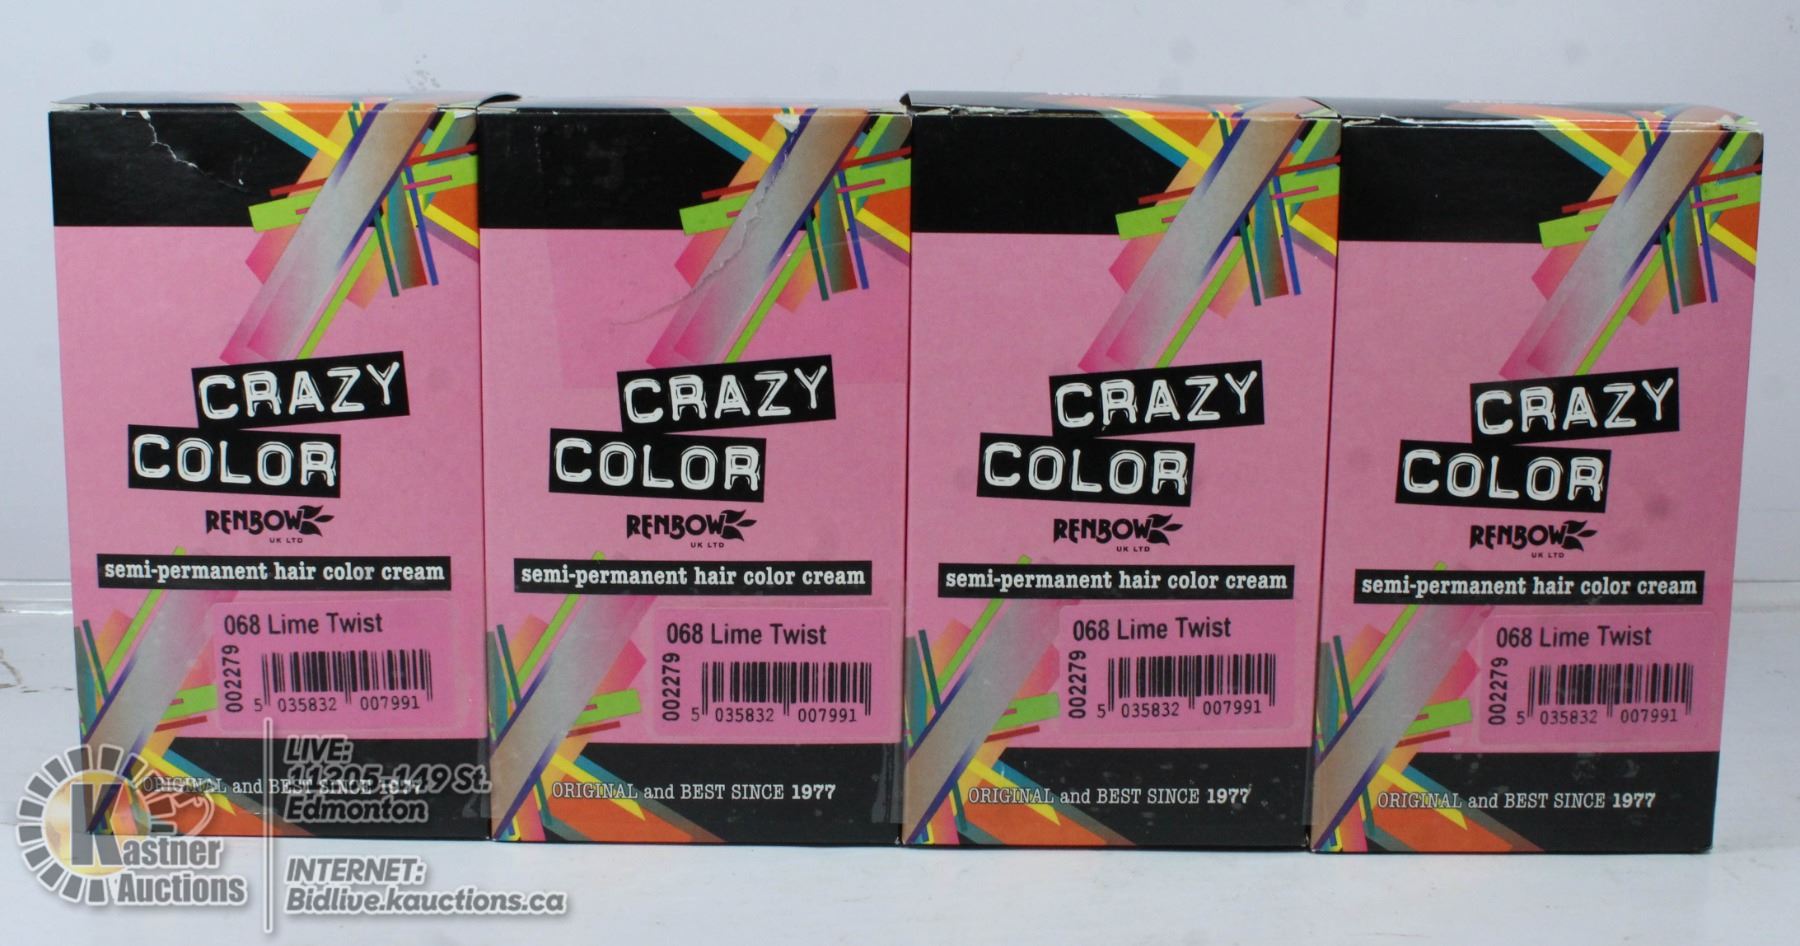 CRAZY
COLOR
RENBOW
UK LTD
semi-permanent hair color cream
068 Lime Twist
002279
5 035832 007991
ORIGINAL and BEST SINCE 1977
CRAZY
COLOR
RENBOW
UK LTD
semi-permanent hair color cream
068 Lime Twist
002279
5 035832 007991
ORIGINAL and BEST SINCE 1977
CRAZY
COLOR
RENBOW
UK LTD
semi-permanent hair color cream
068 Lime Twist
002279
5 035832 007991
ORIGINAL and BEST SINCE 1977
CRAZY
COLOR
RENBOW
UK LTD
semi-permanent hair color cream
068 Lime Twist
002279
5 035832 007991
ORIGINAL and BEST SINCE 1977
Kastner
Auctions
LIVE:
11205-149 St.
Edmonton
INTERNET:
Bidlive.kauctions.ca